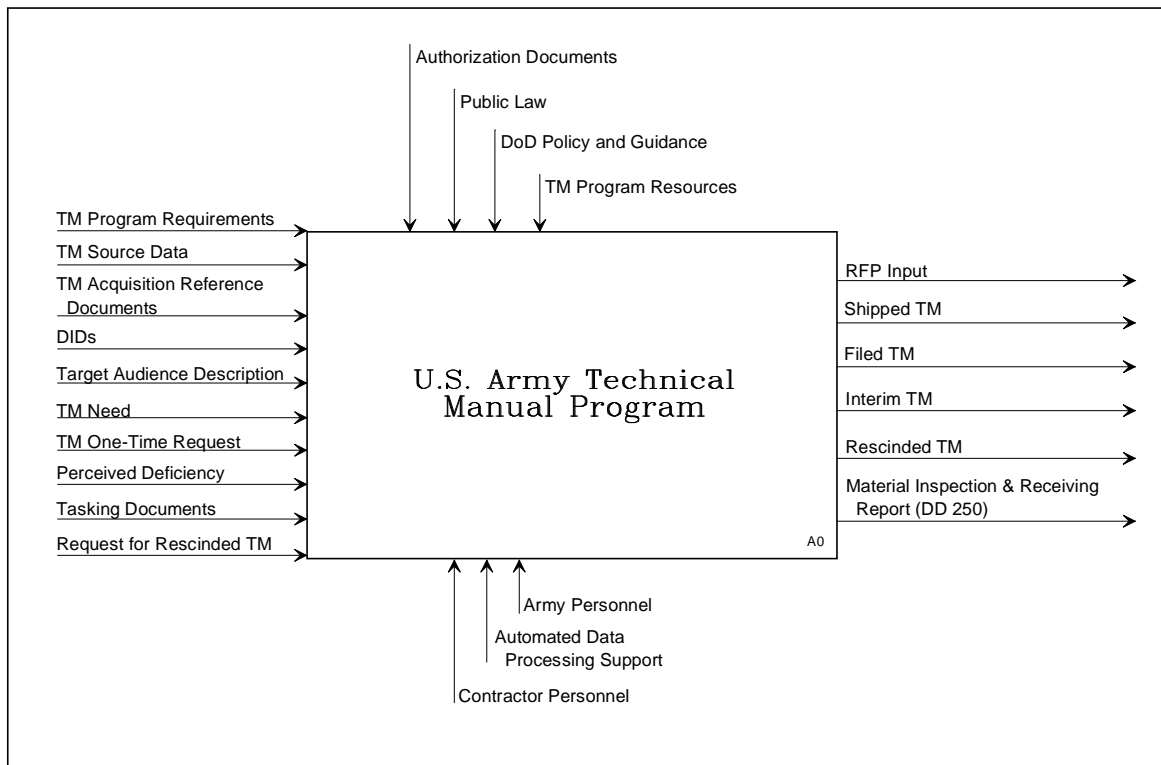 Authorization Documents
Public Law
DoD Policy and Guidance
TM Program Resources
TM Program Requirements
TM Source Data
TM Acquisition Reference
Documents
DIDs
Target Audience Description
TM Need
TM One-Time Request
Perceived Deficiency
Tasking Documents
Request for Rescinded TM
U.S. Army Technical
Manual Program
A0
RFP Input
Shipped TM
Filed TM
Interim TM
Rescinded TM
Material Inspection & Receiving
Report (DD 250)
Army Personnel
Automated Data
Processing Support
Contractor Personnel